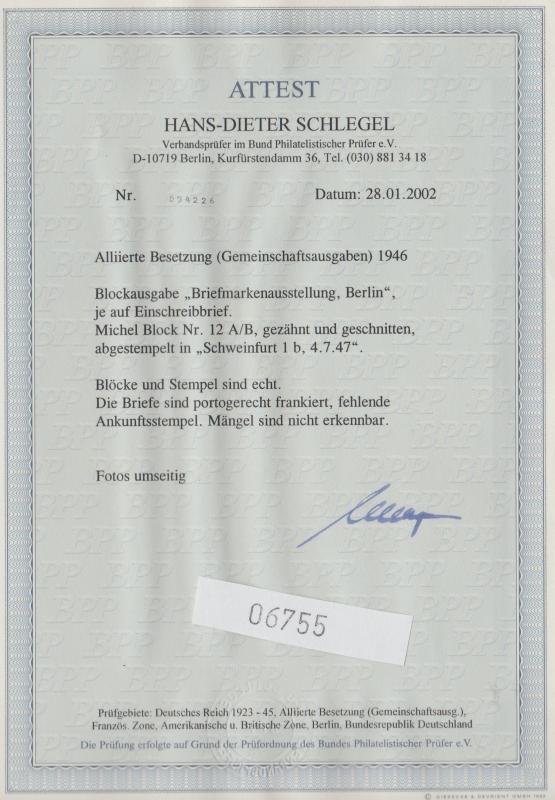 ATTEST
HANS-DIETER SCHLEGEL
Verbandsprüfer im Bund Philatelistischer Prüfer e.V.
D-10719 Berlin, Kurfürstendamm 36, Tel. (030) 881 34 18
Nr. 034226 Datum: 28.01.2002
Alliierte Besetzung (Gemeinschaftsausgaben) 1946
Blockausgabe „Briefmarkenausstellung, Berlin“,
je auf Einschreibbrief.
Michel Block Nr. 12 A/B, gezähnt und geschnitten,
abgestempelt in „Schweinfurt 1 b, 4.7.47“.
Blöcke und Stempel sind echt.
Die Briefe sind portogerecht frankiert, fehlende
Ankunftsstempel. Mängel sind nicht erkennbar.
Fotos umseitig
06755
Prüfgebiete: Deutsches Reich 1923 - 45, Alliierte Besetzung (Gemeinschaftsausg.),
Französ. Zone, Amerikanische u. Britische Zone, Berlin, Bundesrepublik Deutschland
Die Prüfung erfolgte auf Grund der Prüfordnung des Bundes Philatelistischer Prüfer e.V.
© GIESECKE & DEVRIENT GMBH